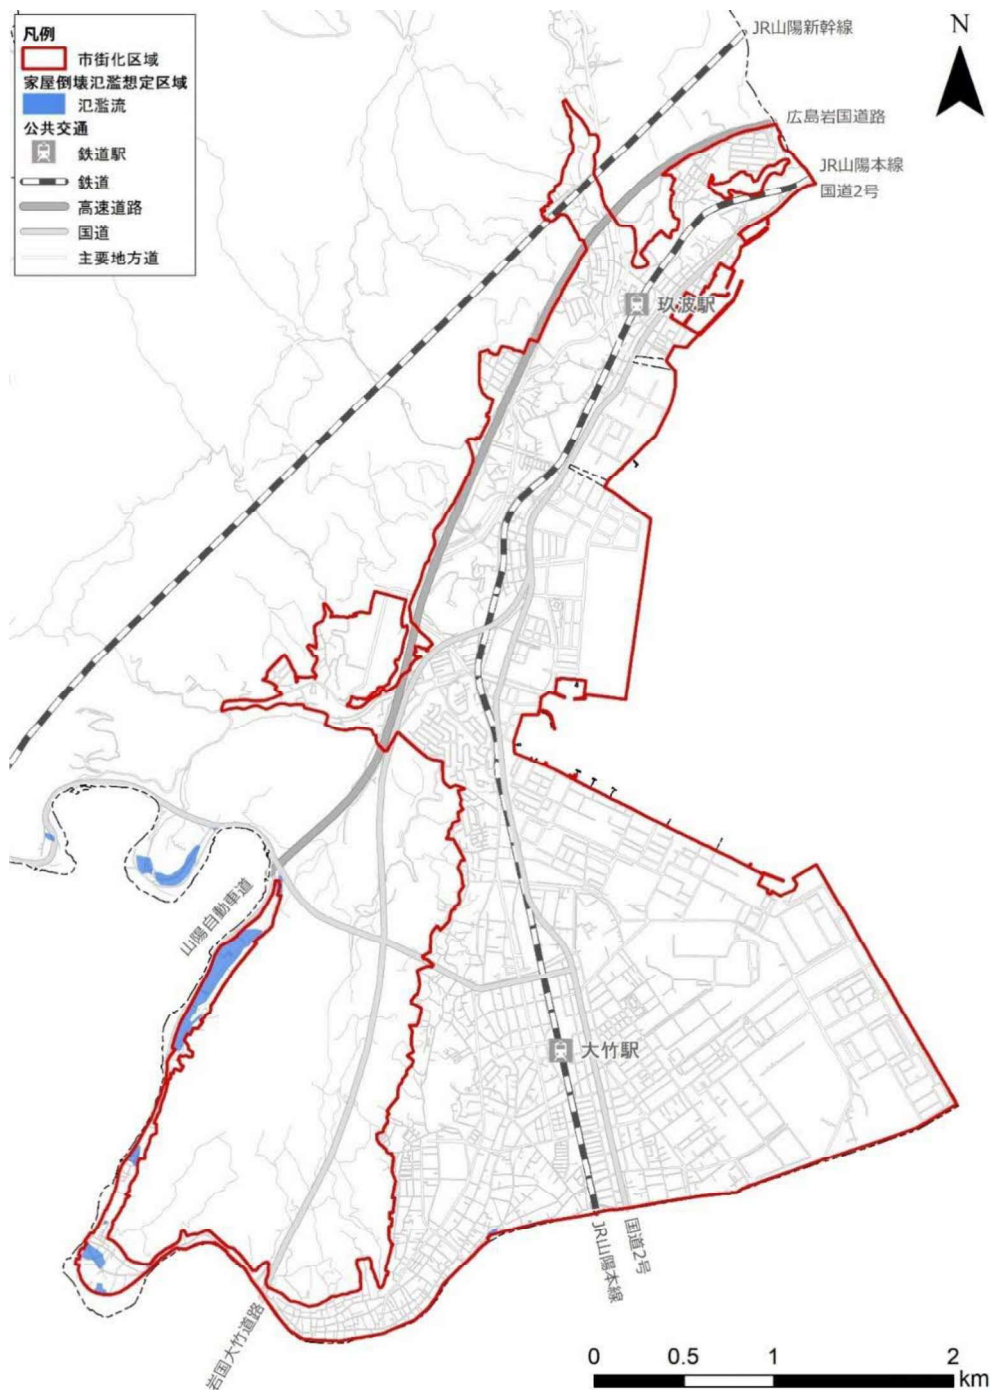 凡例
市街化区域
家屋倒壊氾濫想定区域
氾濫流
公共交通
鉄道駅
鉄道
高速道路
国道
主要地方道
N
JR山陽新幹線
広島岩国道路
JR山陽本線
国道2号
玖波駅
山陽自動車道
大竹駅
JR山陽本線
国道2号
岩国大竹道路
0 0.5 1 2
km